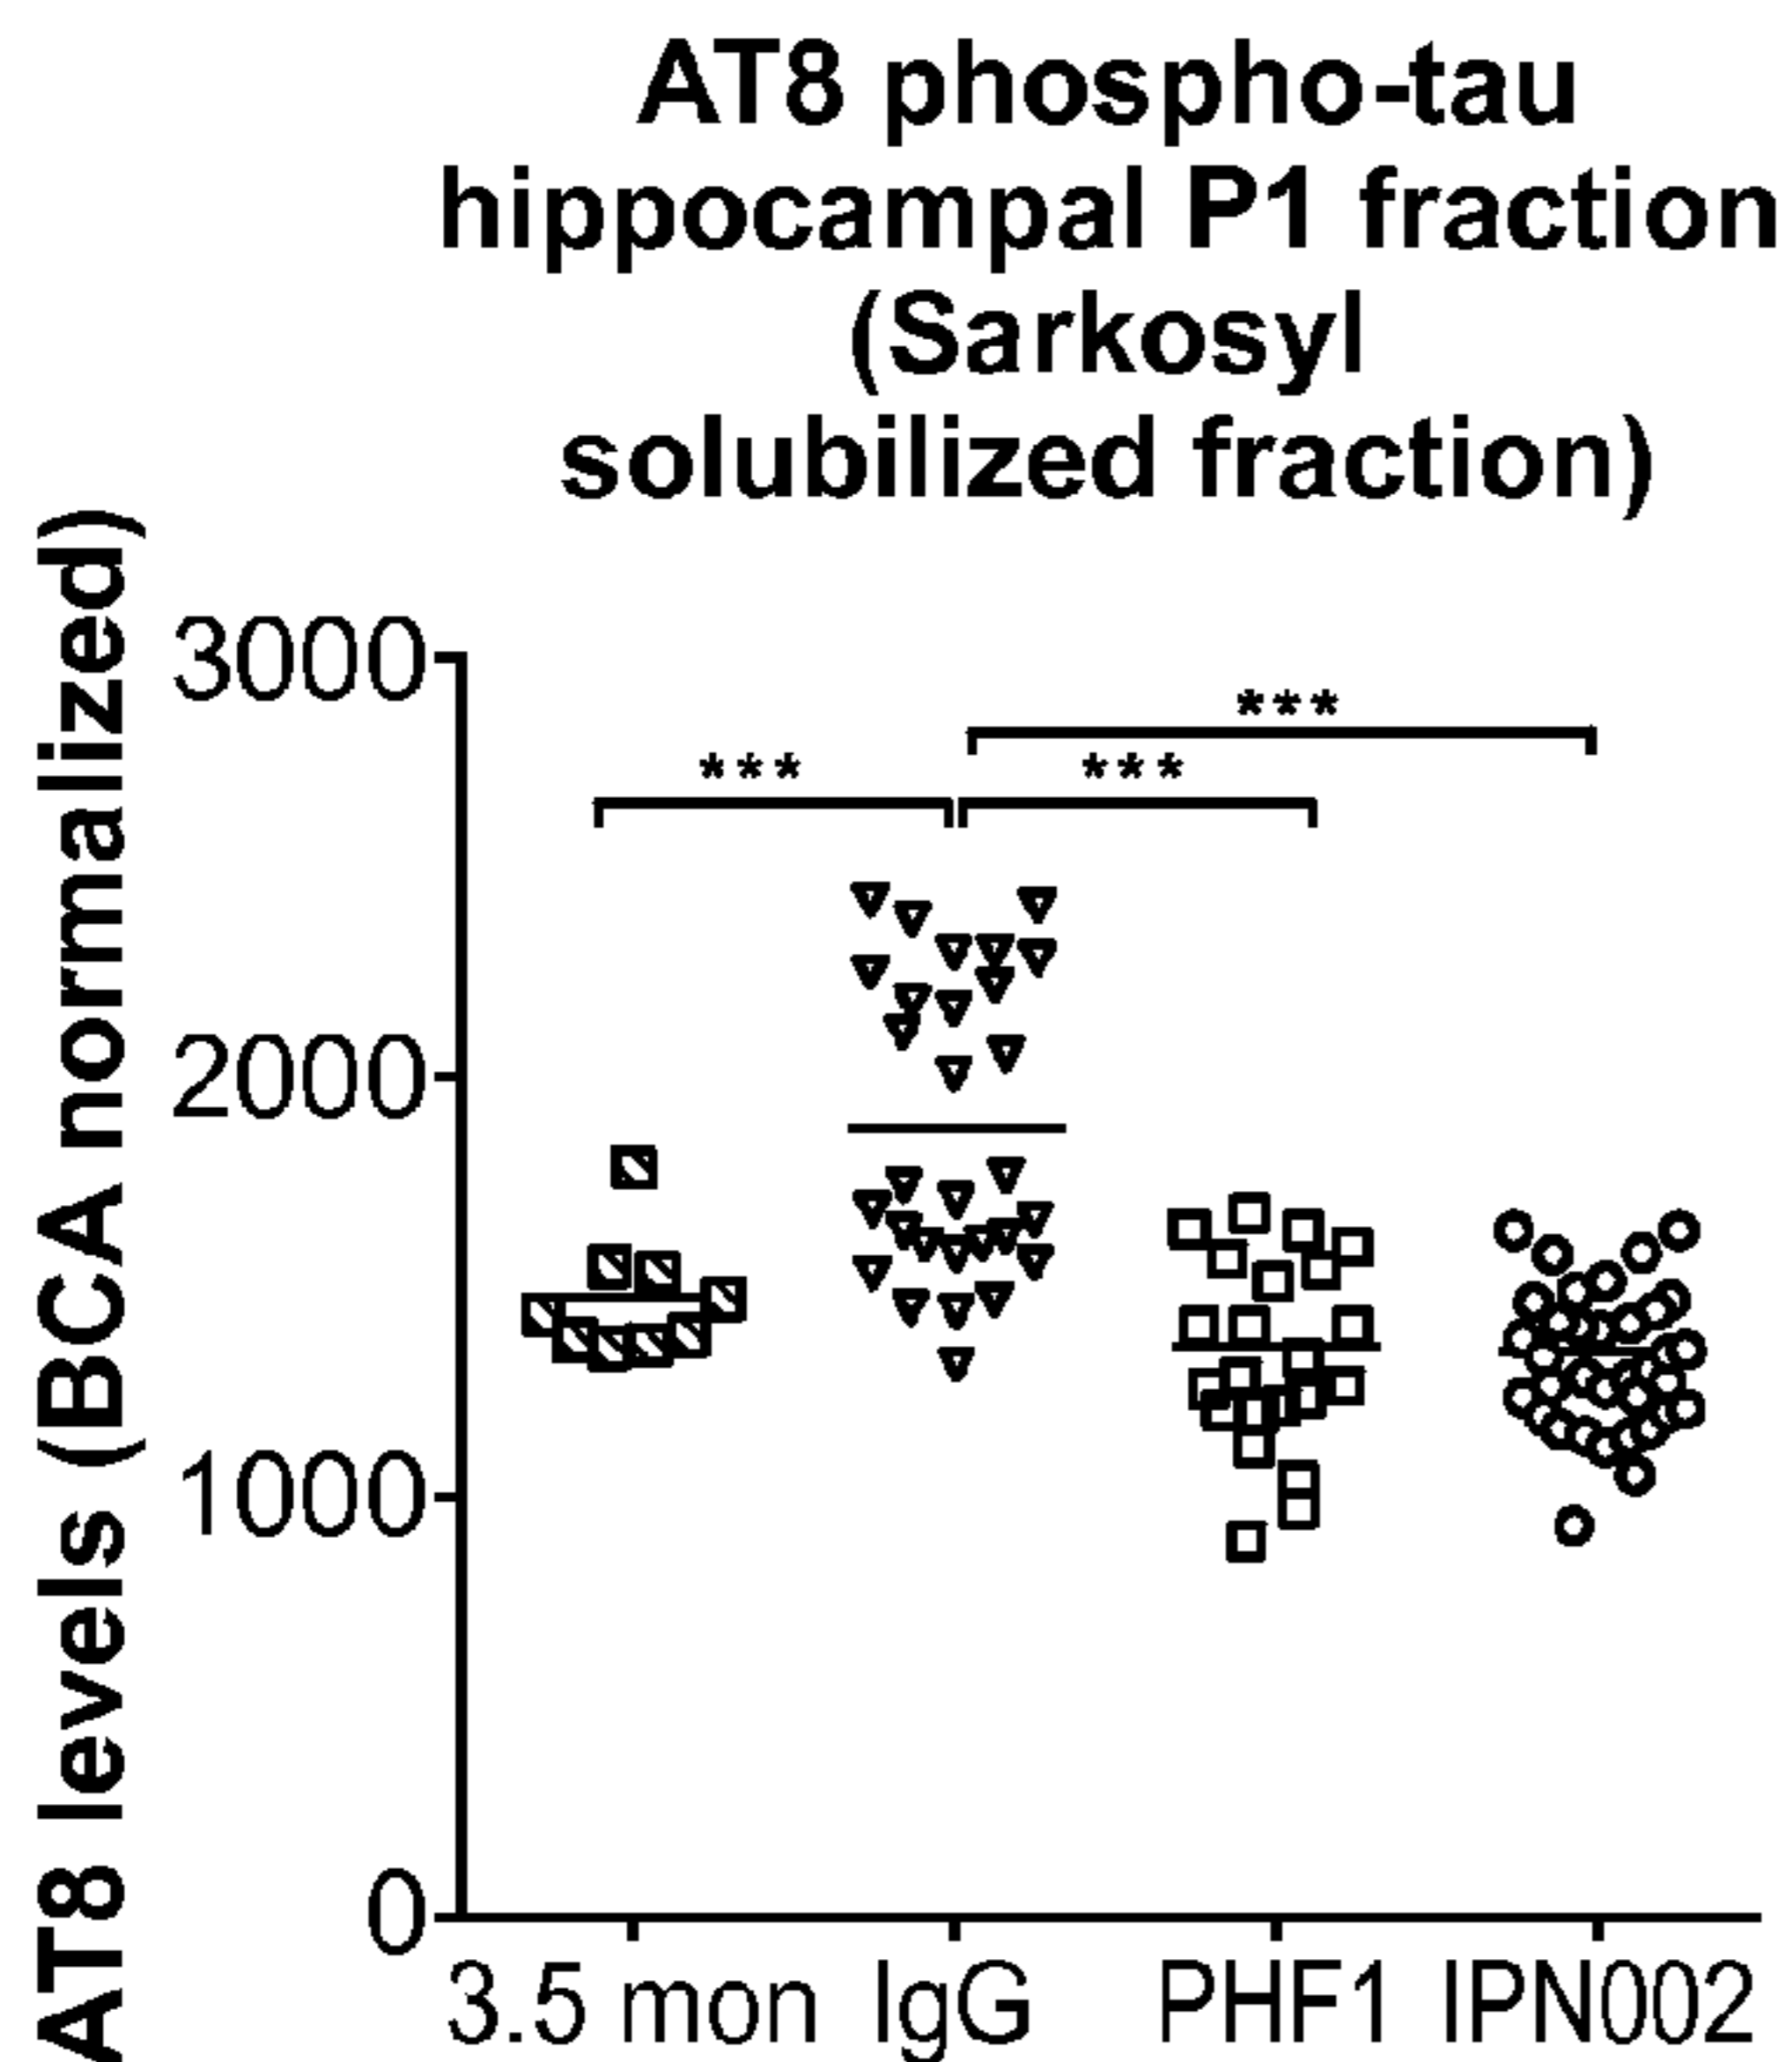 AT8 phospho-tau
hippocampal P1 fraction
(Sarkosyl
solubilized fraction)
AT8 levels (BCA normalized)
3000
2000
1000
0
***
***
***
3.5 mon IgG PHF1 IPN002